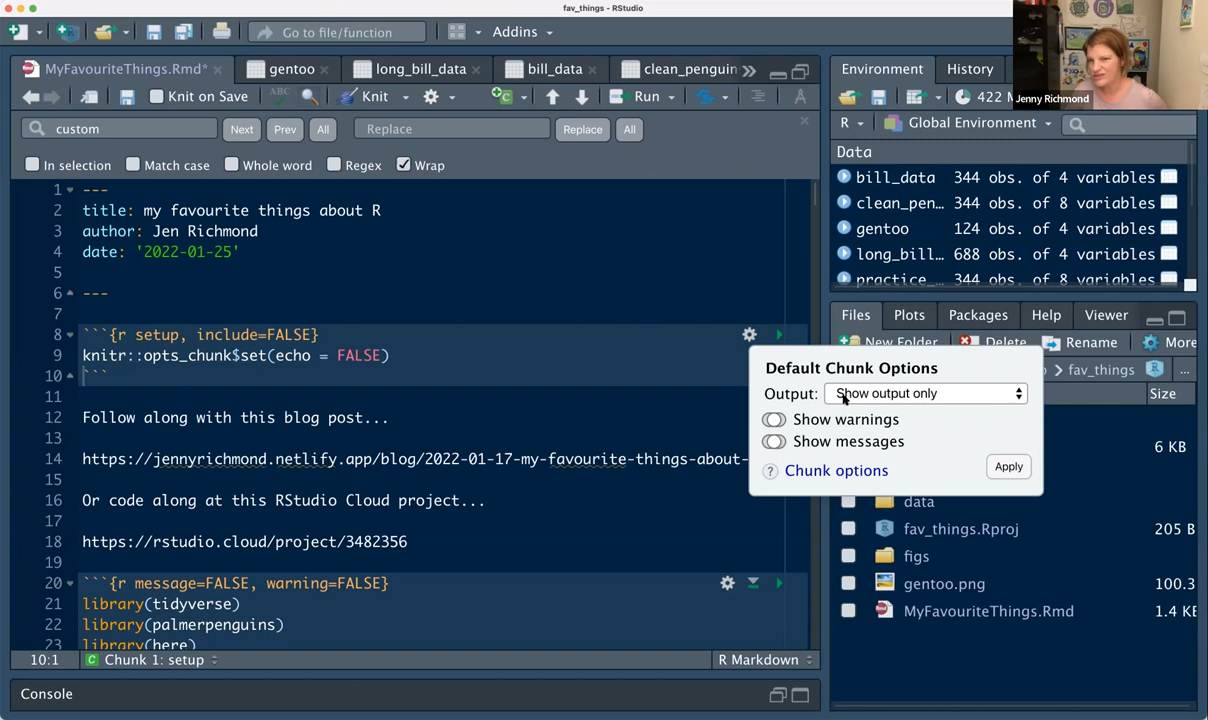 fav_things - RStudio
Go to file/function
Addins
Jenny Richmond
MyFavouriteThings.Rmd*
gentoo
long_bill_data
bill_data
clean_penguin
Knit on Save
ABC
Knit
Run
custom
Next
Prev
All
Replace
Replace
All
In selection
Match case
Whole word
Regex
Wrap
1 ---
2 title: my favourite things about R
3 author: Jen Richmond
4 date: '2022-01-25'
5
6 ---
7
8 ```{r setup, include=FALSE}
9 knitr::opts_chunk$set(echo = FALSE)
10 ```
11
12 Follow along with this blog post...
13
14 https://jennyrichmond.netlify.app/blog/2022-01-17-my-favourite-things-about-
15
16 Or code along at this RStudio Cloud project...
17
18 https://rstudio.cloud/project/3482356
19
20 ```{r message=FALSE, warning=FALSE}
21 library(tidyverse)
22 library(palmerpenguins)
23 library(here)
10:1
C Chunk 1: setup
R Markdown
Console
Environment
History
422 M
R
Global Environment
Data
bill_data 344 obs. of 4 variables
clean_pen… 344 obs. of 8 variables
gentoo 124 obs. of 4 variables
long_bill… 688 obs. of 4 variables
practice_… 344 obs. of 8 variables
Files
Plots
Packages
Help
Viewer
New Folder
Delete
Rename
More
> fav_things
R
...
Size
6 KB
data
fav_things.Rproj 205 B
figs
gentoo.png 100.3
MyFavouriteThings.Rmd 1.4 KB
Default Chunk Options
Output: Show output only
Show warnings
Show messages
? Chunk options
Apply